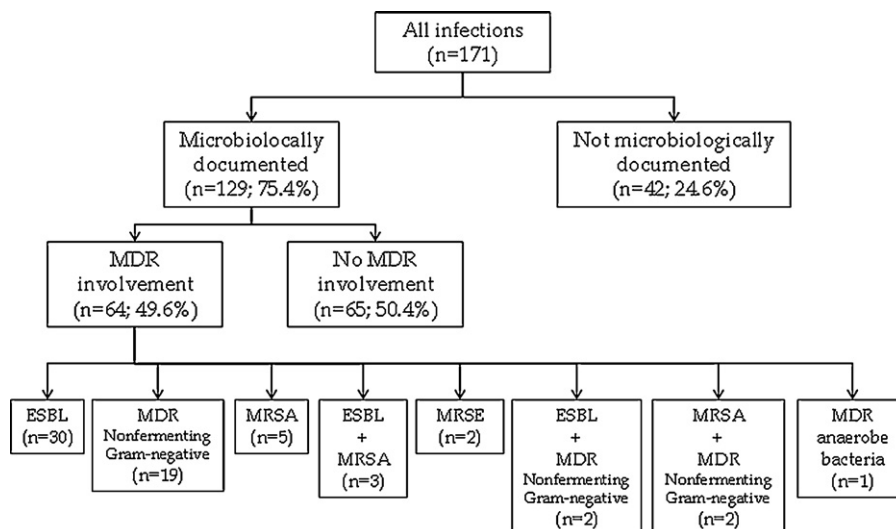 All infections
(n=171)
Microbiolocally
documented
(n=129; 75.4%)
Not microbiologically
documented
(n=42; 24.6%)
MDR
involvement
(n=64; 49.6%)
No MDR
involvement
(n=65; 50.4%)
ESBL
(n=30)
MDR
Nonfermenting
Gram-negative
(n=19)
MRSA
(n=5)
ESBL
+
MRSA
(n=3)
MRSE
(n=2)
ESBL
+
MDR
Nonfermenting
Gram-negative
(n=2)
MRSA
+
MDR
Nonfermenting
Gram-negative
(n=2)
MDR
anaerobe
bacteria
(n=1)